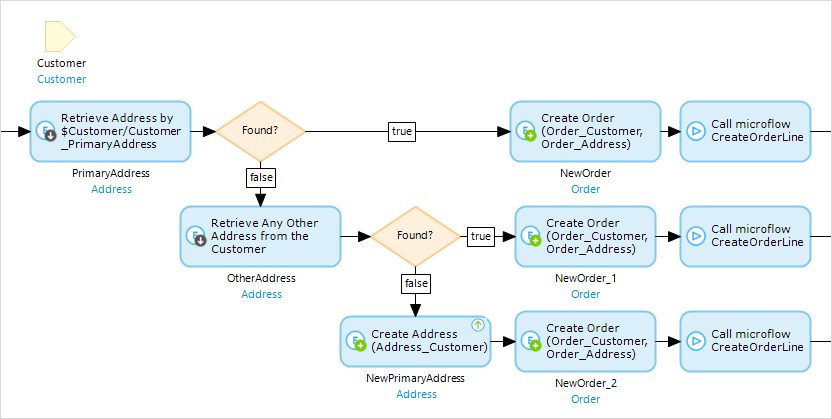 Customer
Customer
Retrieve Address by
$Customer/Customer
_PrimaryAddress
PrimaryAddress
Address
Found?
true
Create Order
(Order_Customer,
Order_Address)
NewOrder
Order
Call microflow
CreateOrderLine
false
Retrieve Any Other
Address from the
Customer
OtherAddress
Address
Found?
true
Create Order
(Order_Customer,
Order_Address)
NewOrder_1
Order
Call microflow
CreateOrderLine
false
Create Address
(Address_Customer)
NewPrimaryAddress
Address
Create Order
(Order_Customer,
Order_Address)
NewOrder_2
Order
Call microflow
CreateOrderLine